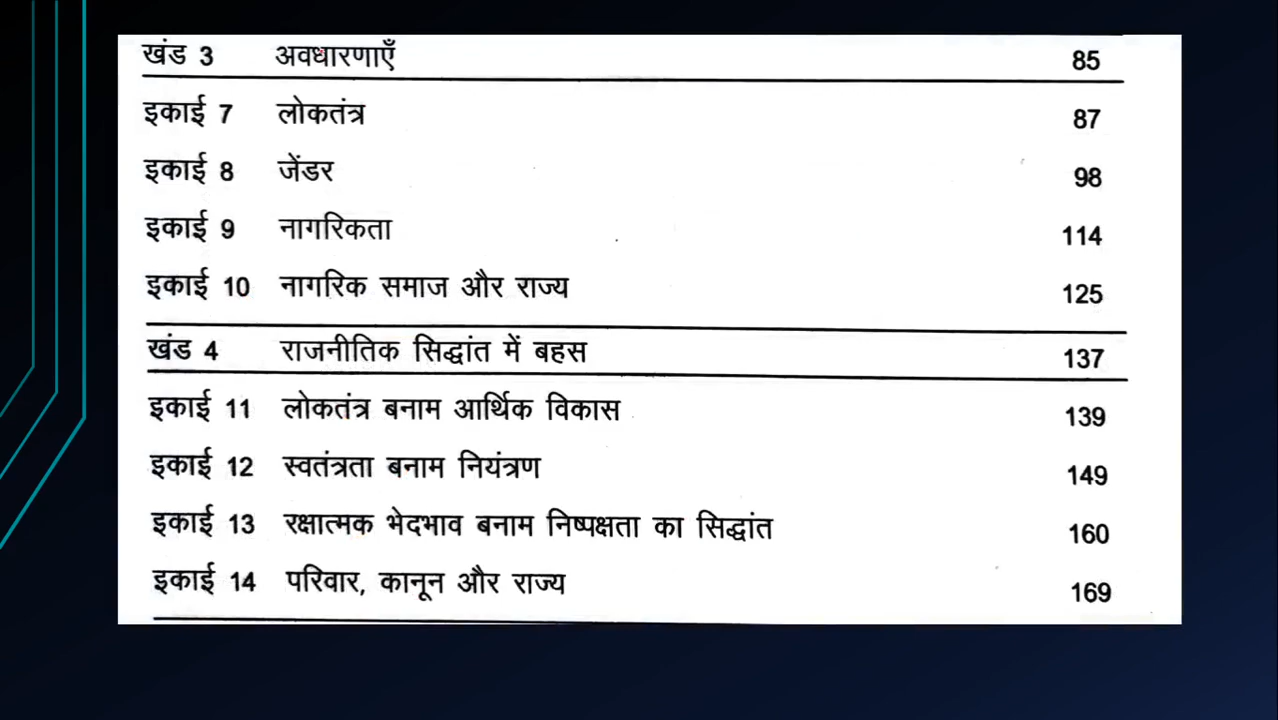 खंड 3 अवधारणाएँ 85
इकाई 7 लोकतंत्र 87
इकाई 8 जेंडर 98
इकाई 9 नागरिकता 114
इकाई 10 नागरिक समाज और राज्य 125
खंड 4 राजनीतिक सिद्धांत में बहस 137
इकाई 11 लोकतंत्र बनाम आर्थिक विकास 139
इकाई 12 स्वतंत्रता बनाम नियंत्रण 149
इकाई 13 रक्षात्मक भेदभाव बनाम निष्पक्षता का सिद्धांत 160
इकाई 14 परिवार, कानून और राज्य 169